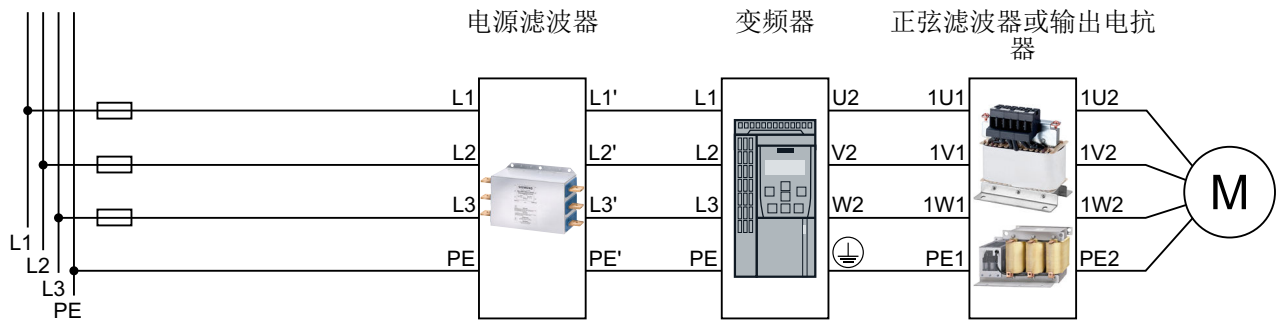 电源滤波器
变频器
正弦滤波器或输出电抗
器
L1 L1' L1 U2 1U1 1U2
L2 L2' L2 V2 1V1 1V2
L3 L3' L3 W2 1W1 1W2
PE PE' PE PE1 PE2
M
L1
L2
L3
PE